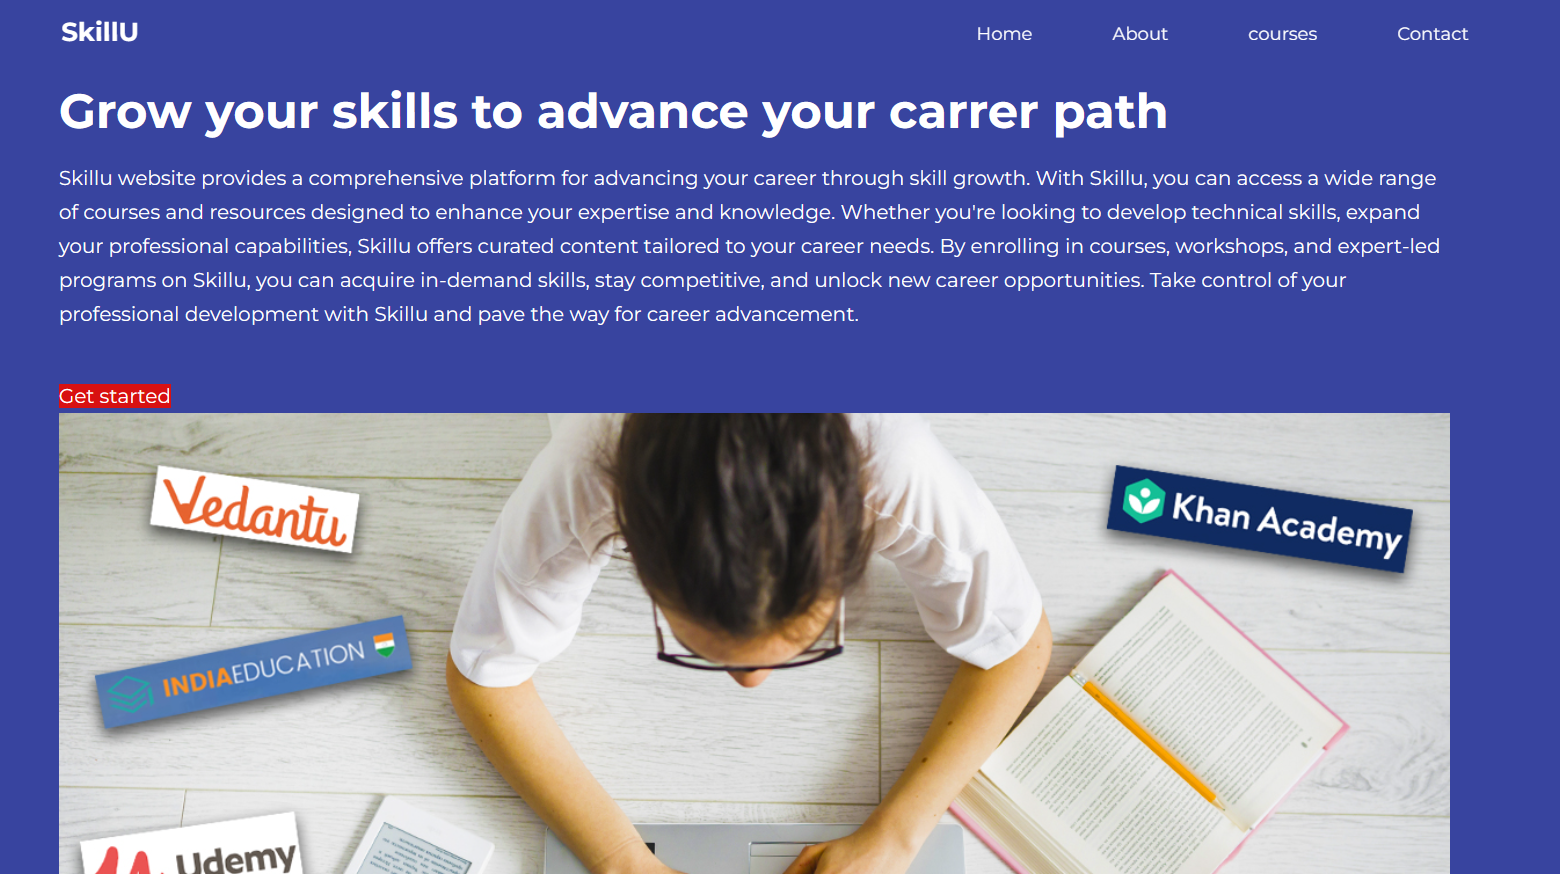 SkillU
Home
About
courses
Contact
Grow your skills to advance your carrer path
Skillu website provides a comprehensive platform for advancing your career through skill growth. With Skillu, you can access a wide range
of courses and resources designed to enhance your expertise and knowledge. Whether you're looking to develop technical skills, expand
your professional capabilities, Skillu offers curated content tailored to your career needs. By enrolling in courses, workshops, and expert-led
programs on Skillu, you can acquire in-demand skills, stay competitive, and unlock new career opportunities. Take control of your
professional development with Skillu and pave the way for career advancement.
Get started
Vedantu
Khan Academy
INDIAEDUCATION
Udemy